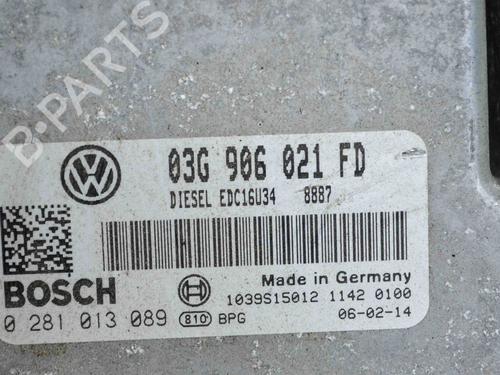 B-PARTS
03G 906 021 FD
DIESEL EDC16U34 8887
BOSCH
Made in Germany
1039S15012 1142 0100
0 281 013 089 810 BPG 06-02-14